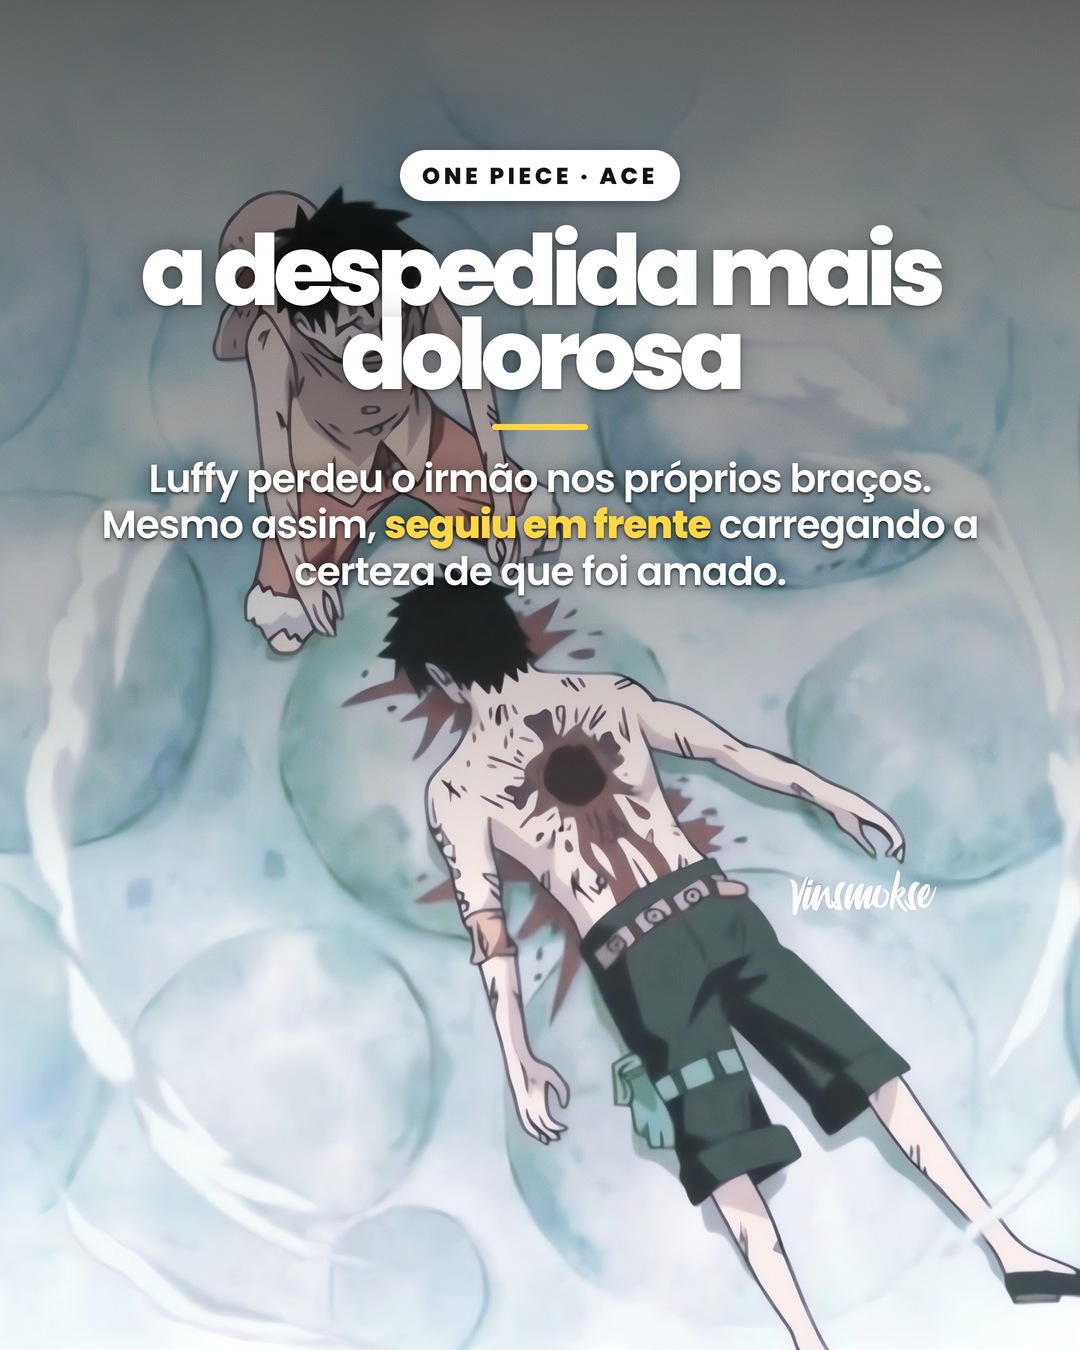 ONE PIECE · ACE
a despedida mais
dolorosa
Luffy perdeu o irmão nos próprios braços.
Mesmo assim, seguiu em frente carregando a
certeza de que foi amado.
Vinsmokse